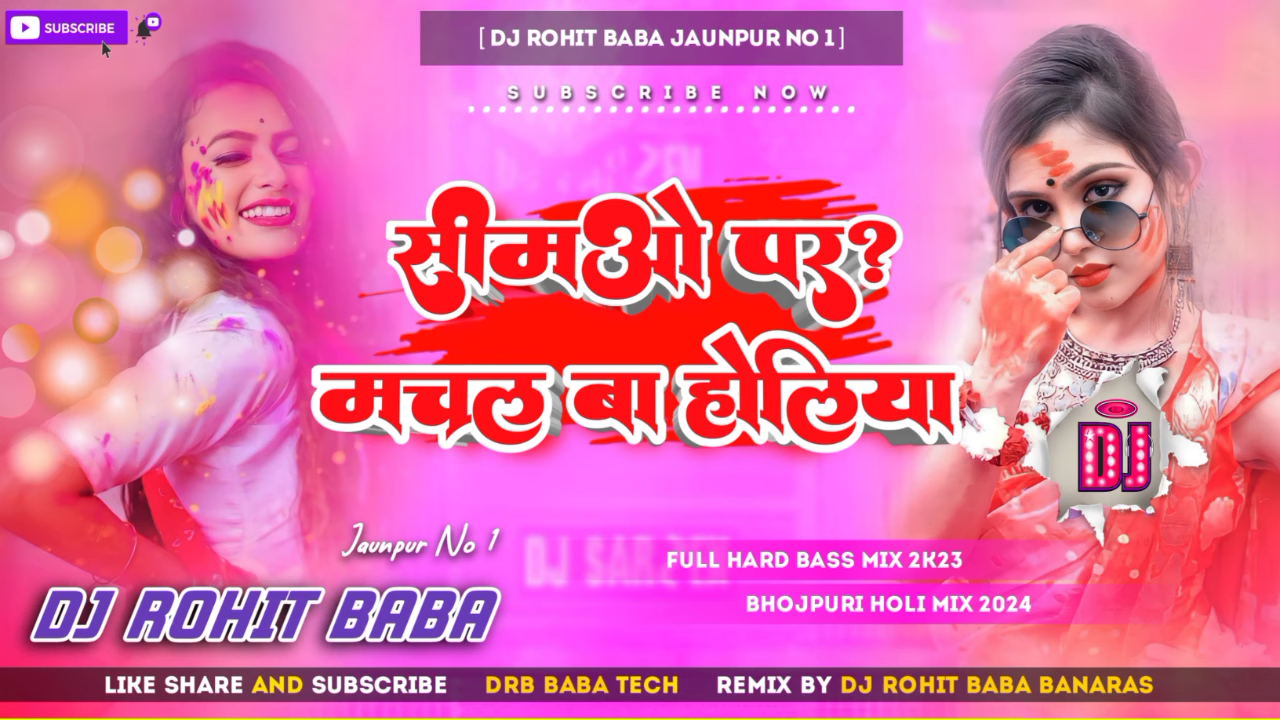 SUBSCRIBE
[ DJ ROHIT BABA JAUNPUR NO 1 ]
SUBSCRIBE NOW
सीमओ पर?
मचल बा होलिया
DJ
Jaunpur No 1
DJ ROHIT BABA
FULL HARD BASS MIX 2K23
BHOJPURI HOLI MIX 2024
LIKE SHARE AND SUBSCRIBE DRB BABA TECH REMIX BY DJ ROHIT BABA BANARAS